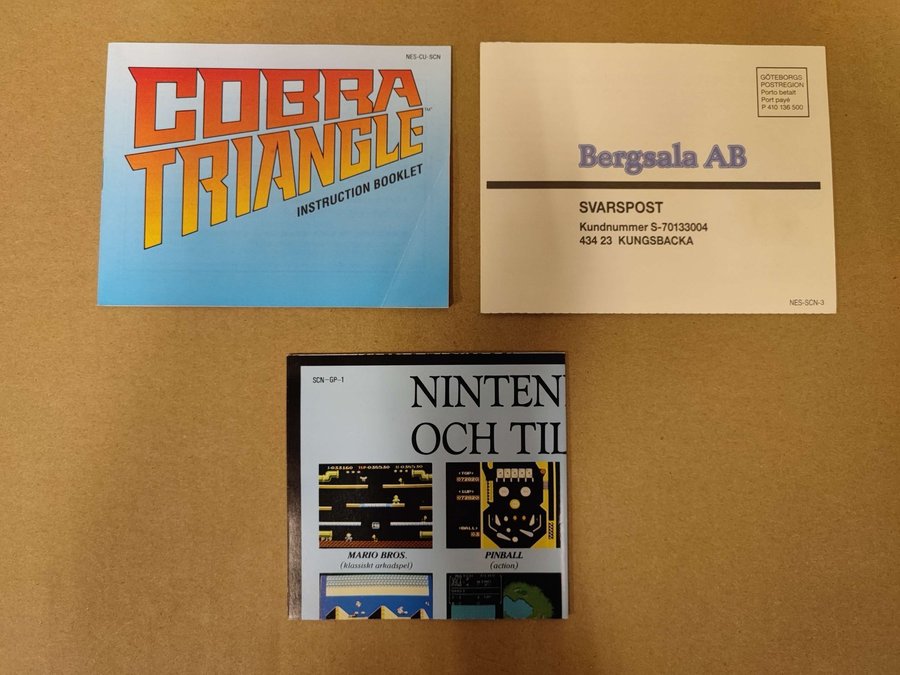 NES-CU-SCN
COBRA
TRIANGLE™
INSTRUCTION BOOKLET
GÖTEBORGS
POSTREGION
Porto betalt
Port payé
P 410 136 500
Bergsala AB
SVARSPOST
Kundnummer S-70133004
434 23 KUNGSBACKA
NES-SCN-3
SCN-GP-1
NINTEN
OCH TIL
MARIO BROS.
(klassiskt arkadspel)
PINBALL
(action)